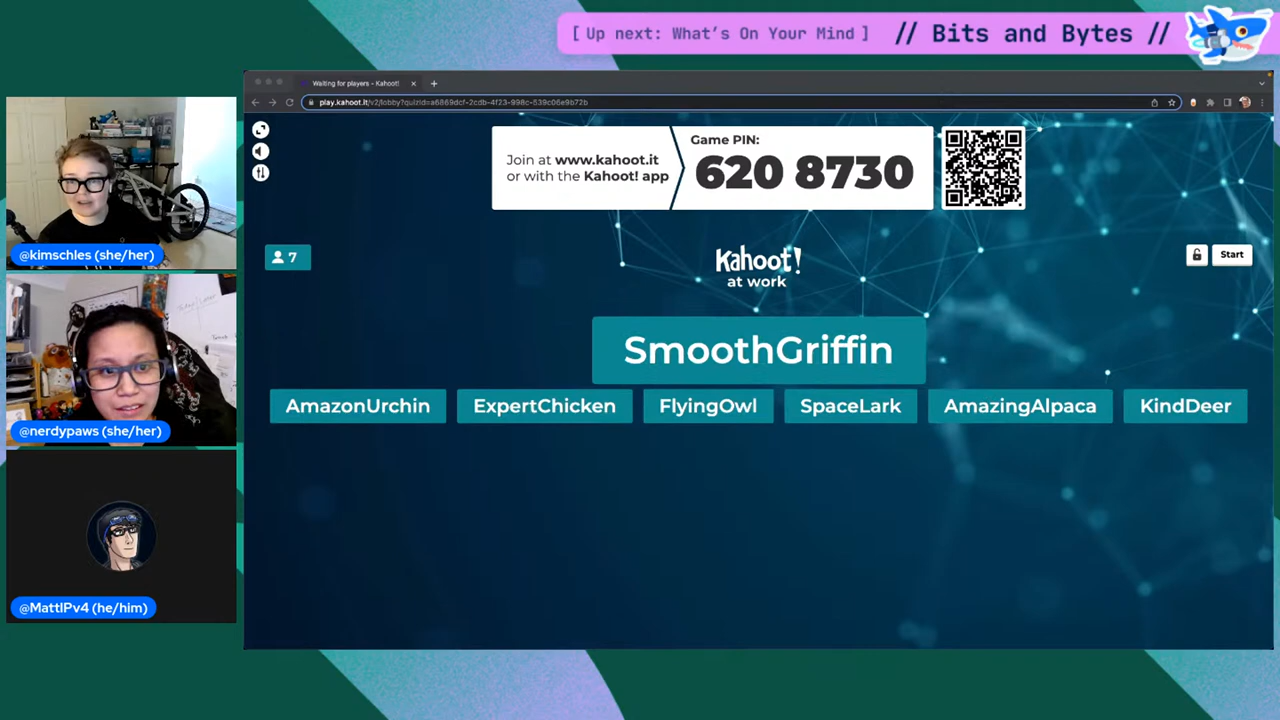 [ Up next: What's On Your Mind ] // Bits and Bytes //
Waiting for players - Kahoot!
play.kahoot.it/v2/lobby?quizId=a6869dcf-2cdb-4f23-998c-539c06e9b72b
Join at www.kahoot.it
or with the Kahoot! app
Game PIN:
620 8730
7
Kahoot!
at work
Start
SmoothGriffin
AmazonUrchin ExpertChicken FlyingOwl SpaceLark AmazingAlpaca KindDeer
@kimschles (she/her)
@nerdypaws (she/her)
@MattIPv4 (he/him)